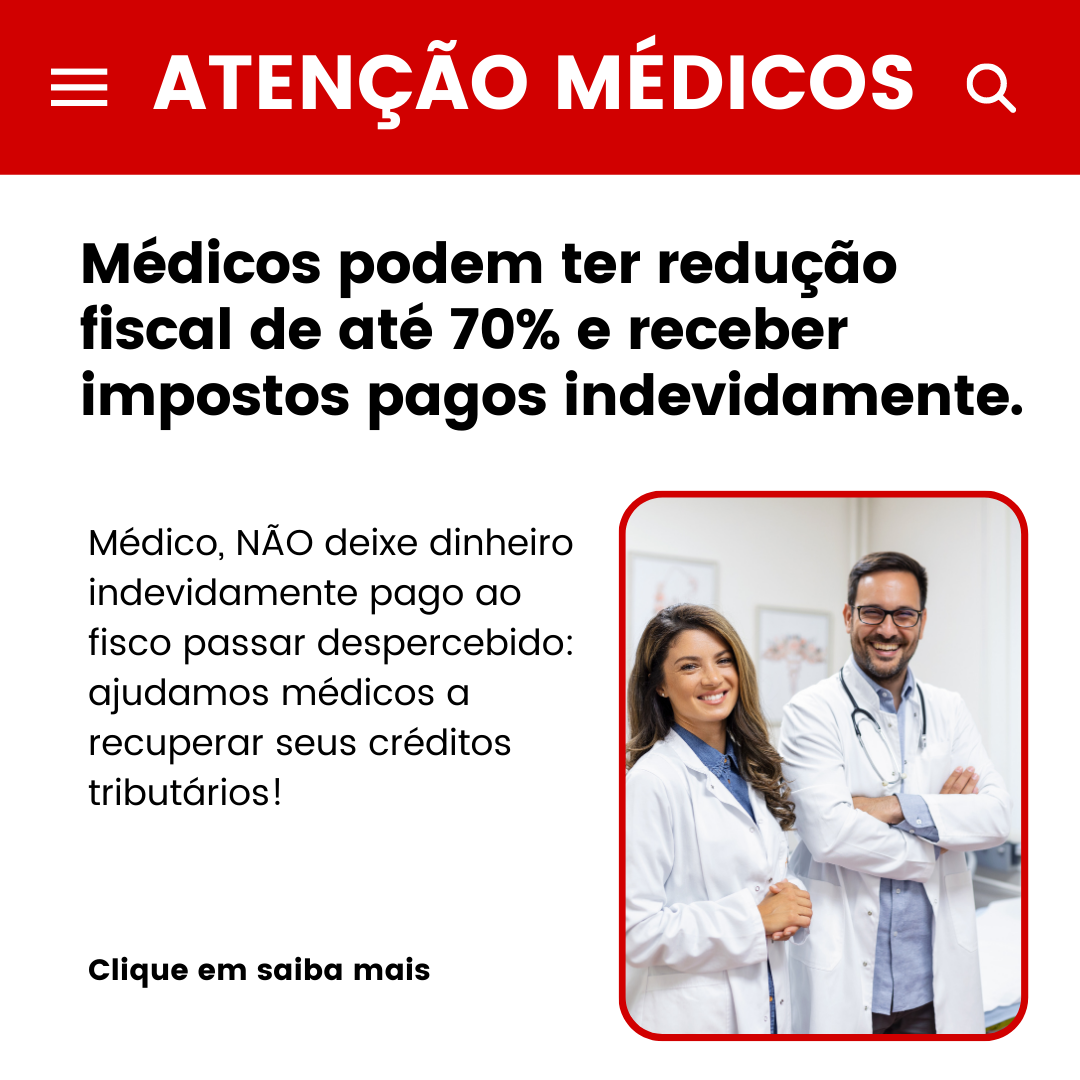 ATENÇÃO MÉDICOS
Médicos podem ter redução
fiscal de até 70% e receber
impostos pagos indevidamente.
Médico, NÃO deixe dinheiro
indevidamente pago ao
fisco passar despercebido:
ajudamos médicos a
recuperar seus créditos
tributários!
Clique em saiba mais